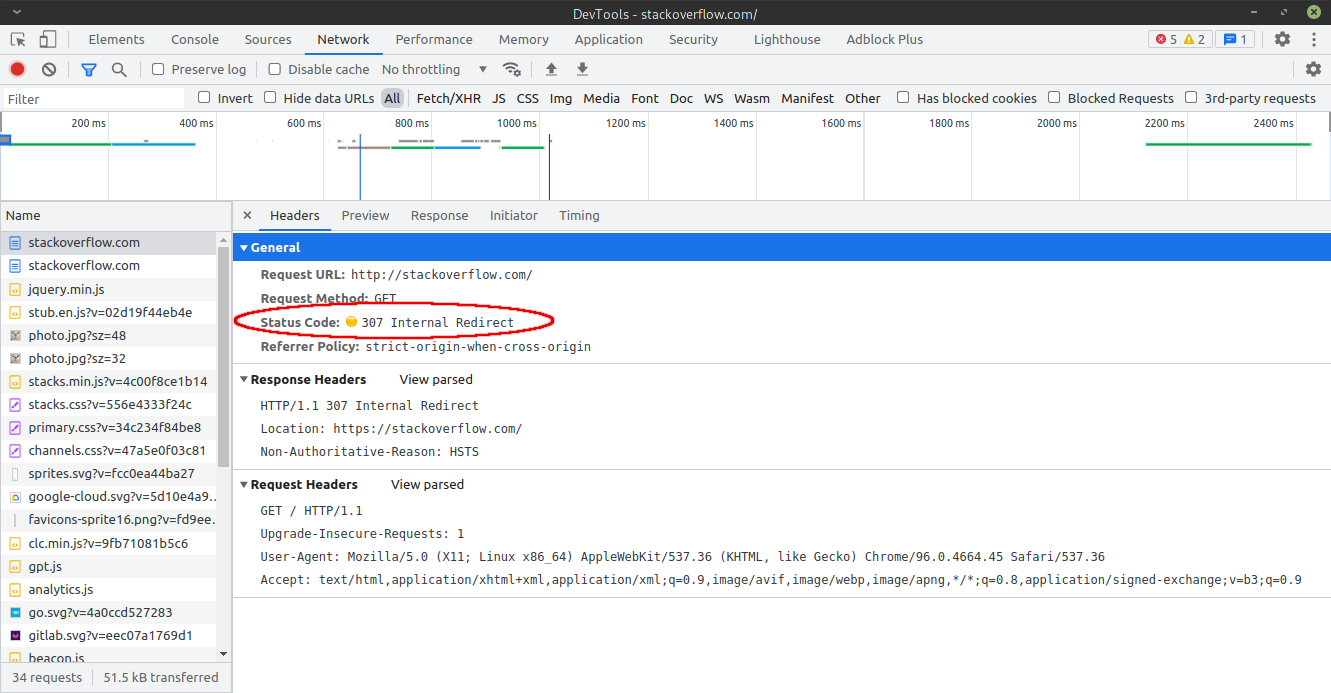 DevTools - stackoverflow.com/
Elements Console Sources Network Performance Memory Application Security Lighthouse Adblock Plus 5 2 1
Preserve log Disable cache No throttling
Filter Invert Hide data URLs All Fetch/XHR JS CSS Img Media Font Doc WS Wasm Manifest Other Has blocked cookies Blocked Requests 3rd-party requests
200 ms 400 ms 600 ms 800 ms 1000 ms 1200 ms 1400 ms 1600 ms 1800 ms 2000 ms 2200 ms 2400 ms
Name
stackoverflow.com
stackoverflow.com
jquery.min.js
stub.en.js?v=02d19f44eb4e
photo.jpg?sz=48
photo.jpg?sz=32
stacks.min.js?v=4c00f8ce1b14
stacks.css?v=556e4333f24c
primary.css?v=34c234f84be8
channels.css?v=47a5e0f03c81
sprites.svg?v=fcc0ea44ba27
google-cloud.svg?v=5d10e4a9..
favicons-sprite16.png?v=fd9ee.
clc.min.js?v=9fb71081b5c6
gpt.js
analytics.js
go.svg?v=4a0ccd527283
gitlab.svg?v=eec07a1769d1
beacon.js
34 requests 51.5 kB transferred
Headers Preview Response Initiator Timing
General
Request URL: http://stackoverflow.com/
Request Method: GET
Status Code: 307 Internal Redirect
Referrer Policy: strict-origin-when-cross-origin
Response Headers View parsed
HTTP/1.1 307 Internal Redirect
Location: https://stackoverflow.com/
Non-Authoritative-Reason: HSTS
Request Headers View parsed
GET / HTTP/1.1
Upgrade-Insecure-Requests: 1
User-Agent: Mozilla/5.0 (X11; Linux x86_64) AppleWebKit/537.36 (KHTML, like Gecko) Chrome/96.0.4664.45 Safari/537.36
Accept: text/html,application/xhtml+xml,application/xml;q=0.9,image/avif,image/webp,image/apng,*/*;q=0.8,application/signed-exchange;v=b3;q=0.9